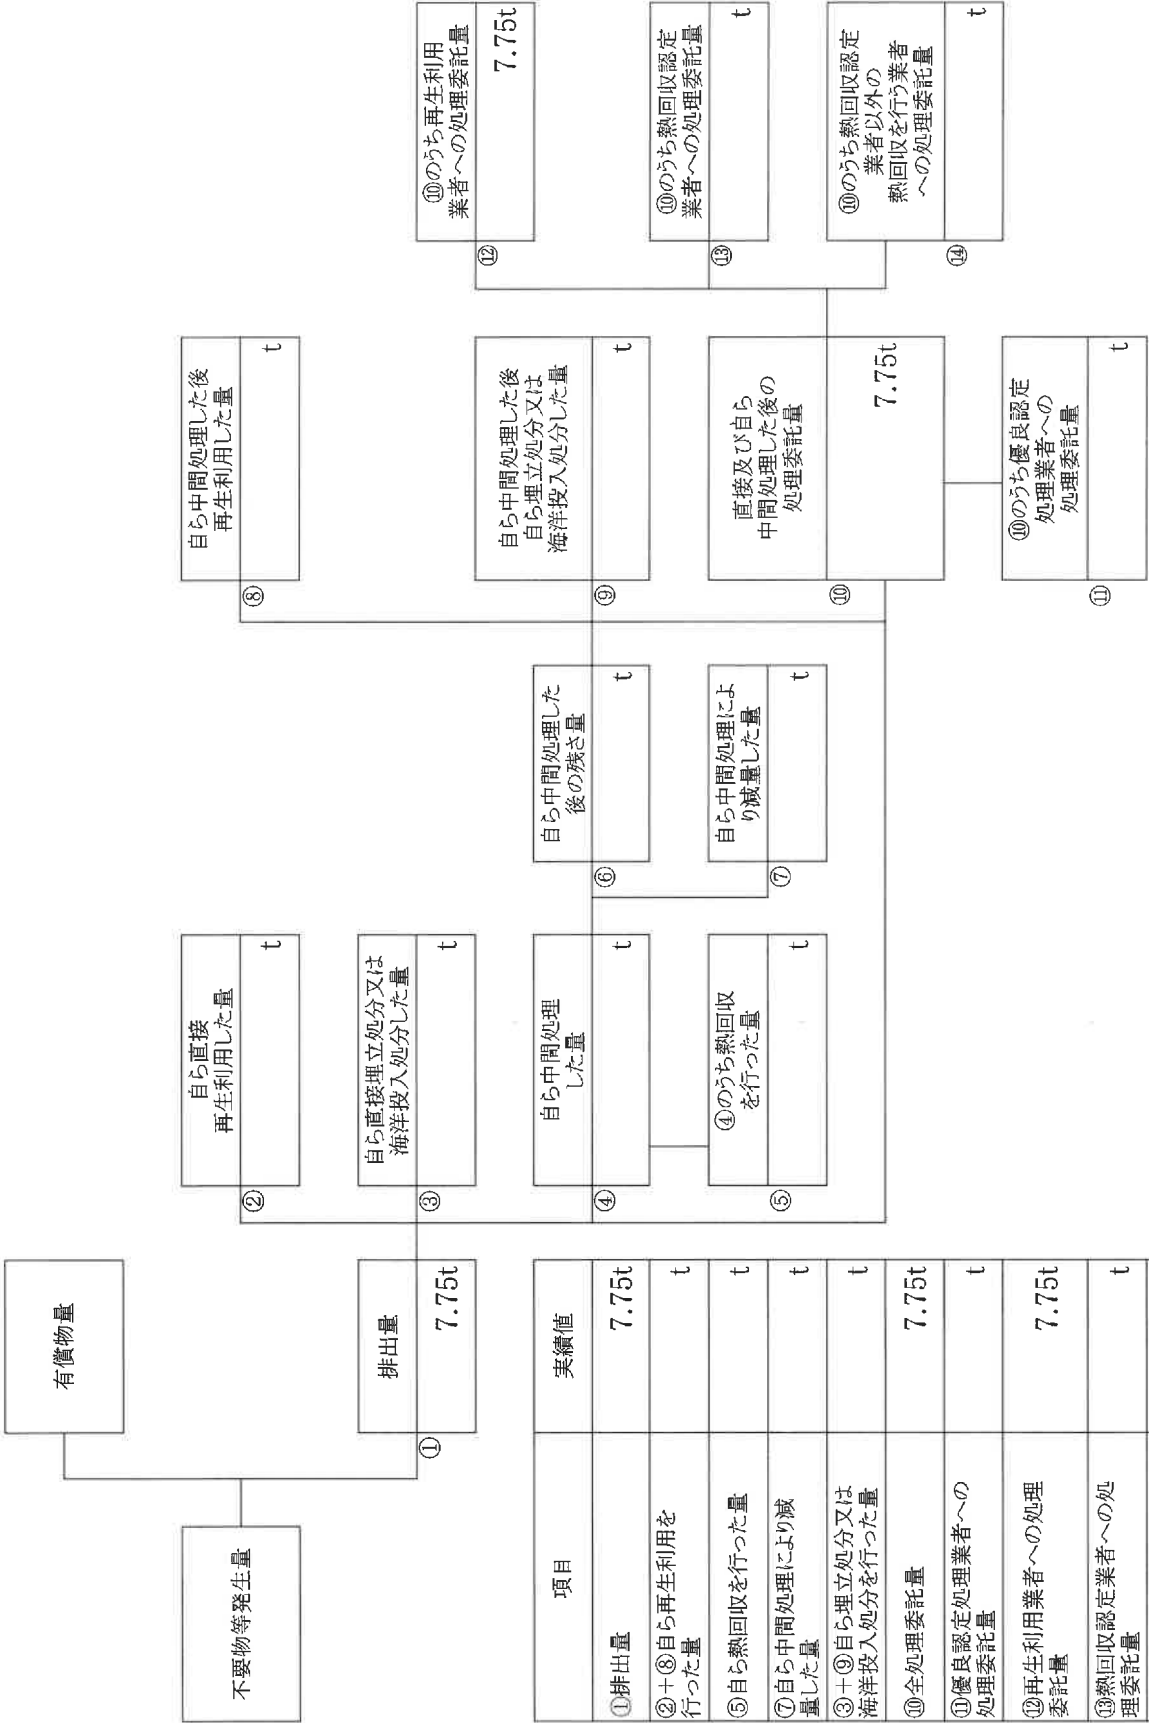 不要物等発生量
有償物量
排出量
①
7.75t
自ら直接
再生利用した量
②
t
自ら直接埋立処分又は
海洋投入処分した量
③
t
自ら中間処理
した量
④
t
④のうち熱回収
を行った量
⑤
t
自ら中間処理した
後の残さ量
⑥
t
自ら中間処理によ
り減量した量
⑦
t
自ら中間処理した後
再生利用した量
⑧
t
自ら中間処理した後
自ら埋立処分又は
海洋投入処分した量
⑨
t
直接及び自ら
中間処理した後の
処理委託量
⑩
7.75t
⑩のうち優良認定
処理業者への
処理委託量
⑪
t
⑩のうち再生利用
業者への処理委託量
⑫
7.75t
⑩のうち熱回収認定
業者への処理委託量
⑬
t
⑩のうち熱回収認定
業者以外の
熱回収を行う業者
への処理委託量
⑭
t
項目 実績値
①排出量 7.75t
②+⑧自ら再生利用を
行った量 t
⑤自ら熱回収を行った量 t
⑦自ら中間処理により減
量した量 t
③+⑨自ら埋立処分又は
海洋投入処分を行った量 t
⑩全処理委託量 7.75t
⑪優良認定処理業者への
処理委託量 t
⑫再生利用業者への処理
委託量 7.75t
⑬熱回収認定業者への処
理委託量 t